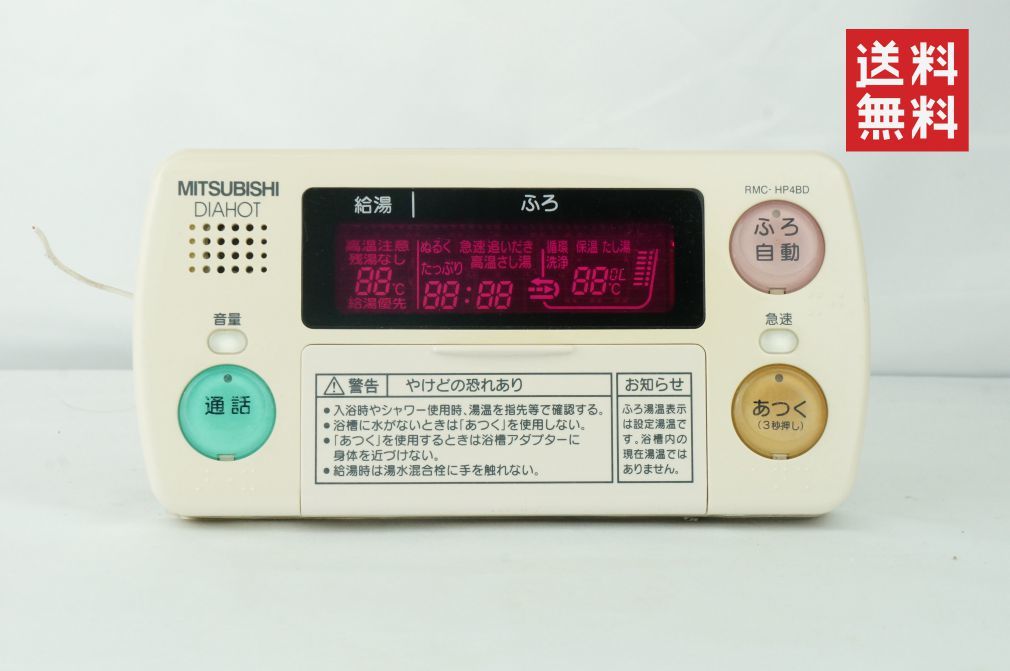 送料
無料
MITSUBISHI
DIAHOT
RMC- HP4BD
給湯
ふろ
ふろ
自動
高温注意
残湯なし
88℃
給湯優先
ぬるく 急速追いだき
たっぷり 高温さし湯
88:88
循環 保温 たし湯
洗浄
88℃
音量
通話
急速
あつく
(3秒押し)
警告 やけどの恐れあり
●入浴時やシャワー使用時、湯温を指先等で確認する。
●浴槽に水がないときは「あつく」を使用しない。
●「あつく」を使用するときは浴槽アダプターに
身体を近づけない。
●給湯時は湯水混合栓に手を触れない。
お知らせ
ふろ湯温表示
は設定湯温で
す。浴槽内の
現在湯温では
ありません。